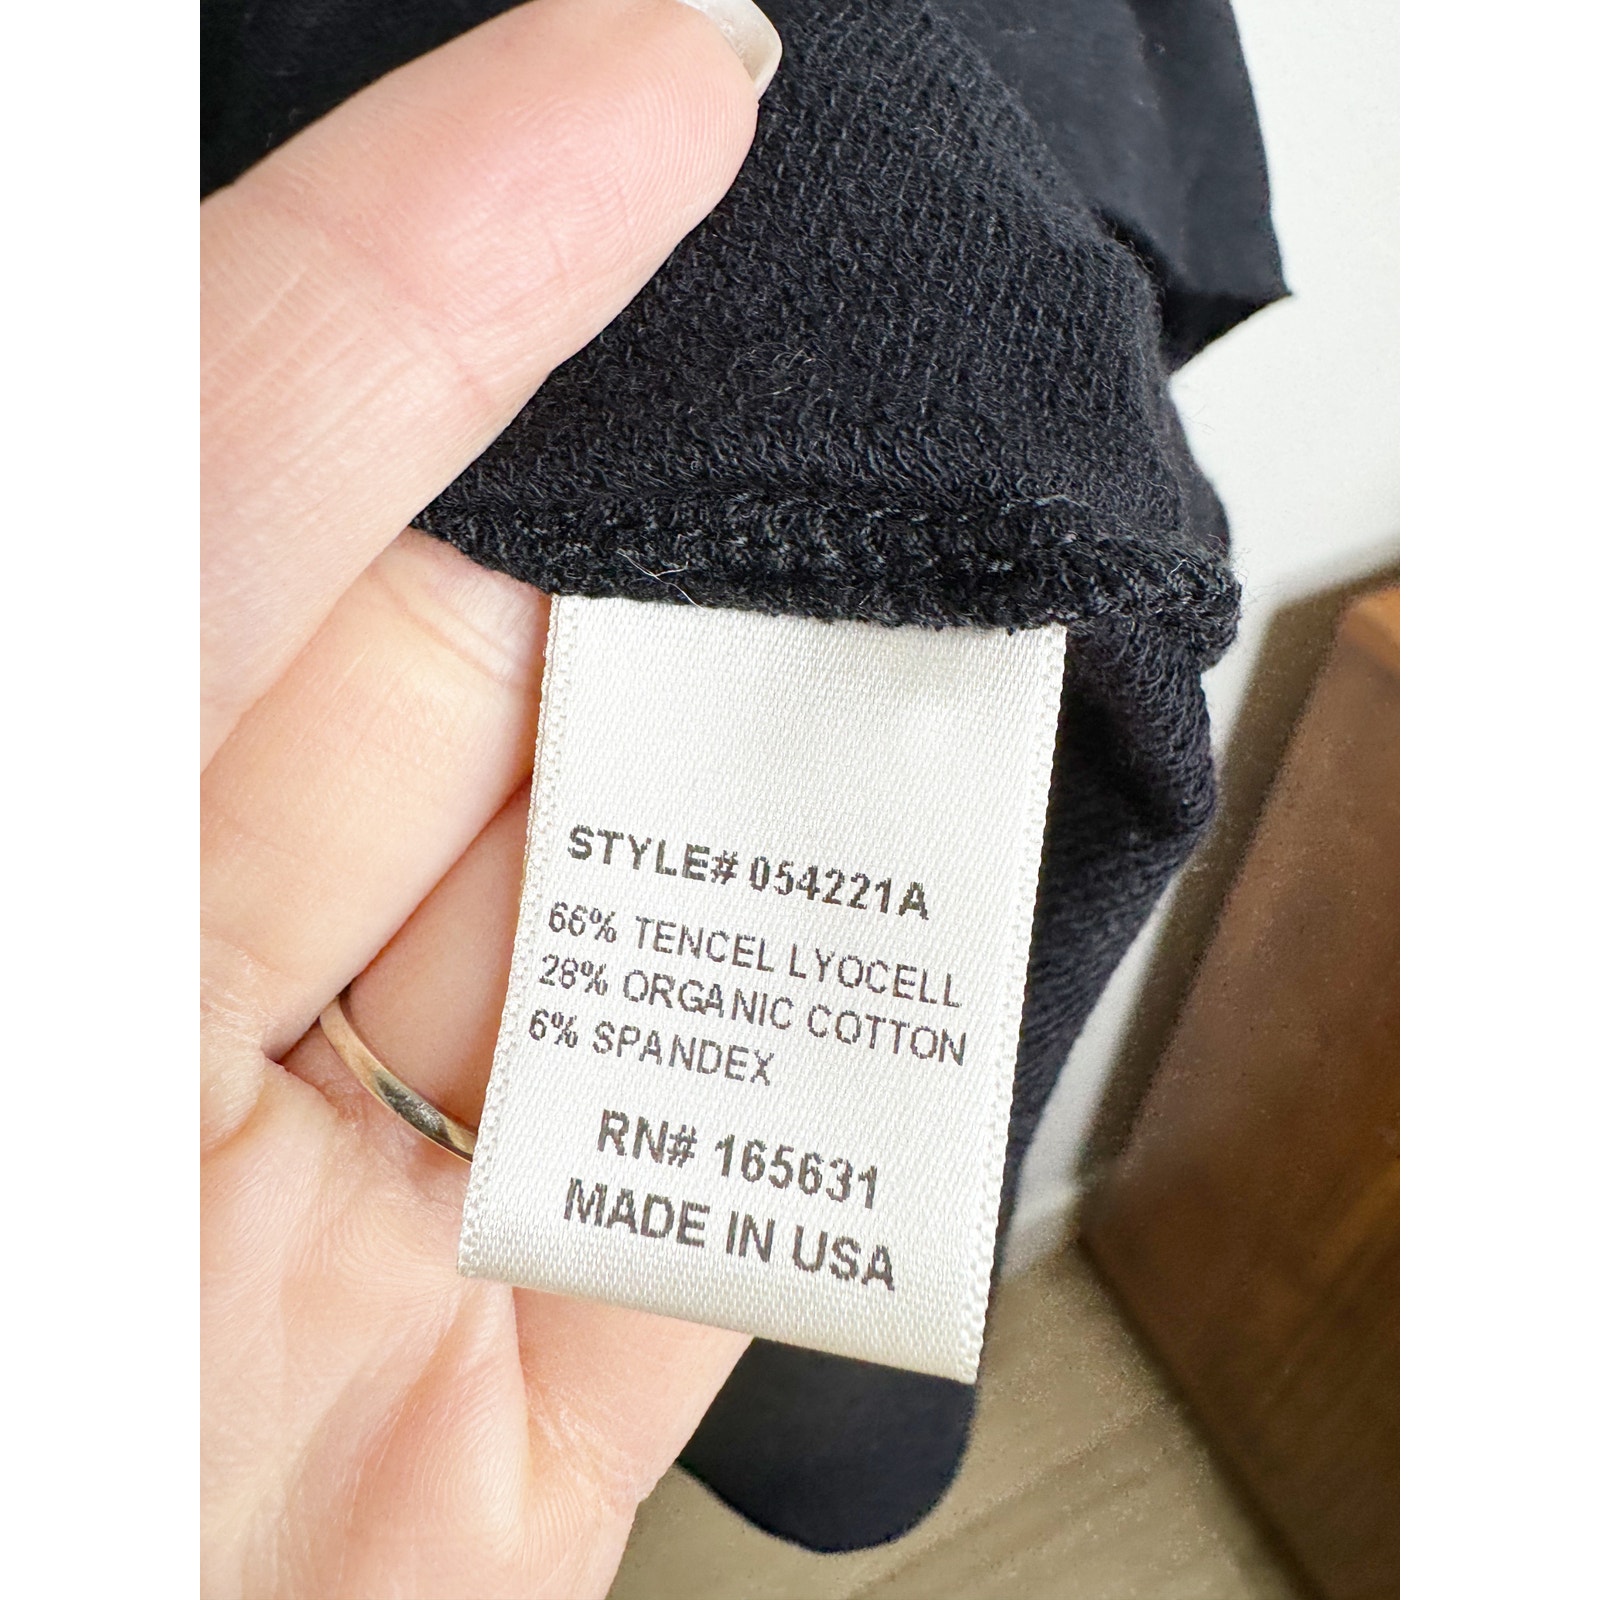 STYLE# 054221A
66% TENCEL LYOCELL
28% ORGANIC COTTON
6% SPANDEX
RN# 165631
MADE IN USA